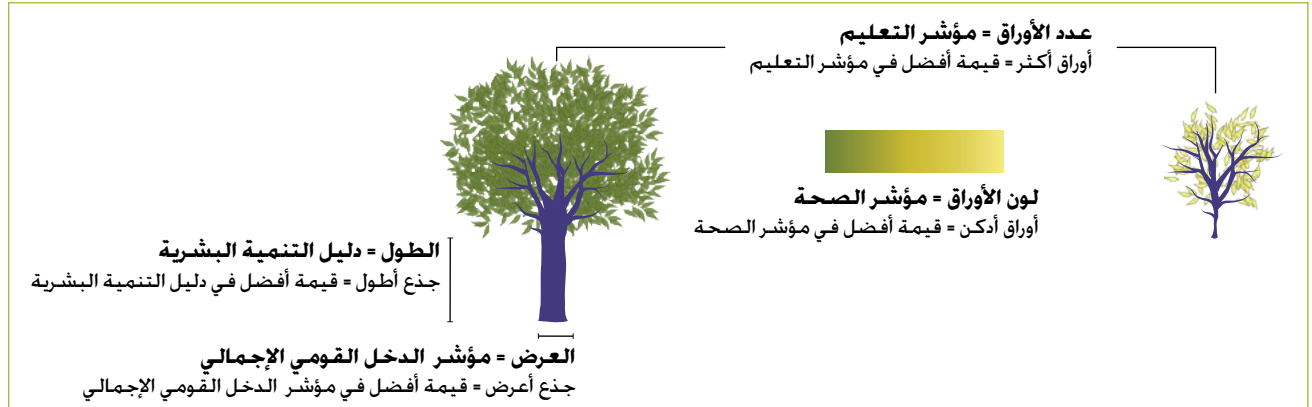 عدد الأوراق = مؤشر التعليم
أوراق أكثر = قيمة أفضل في مؤشر التعليم
لون الأوراق = مؤشر الصحة
أوراق أدكن = قيمة أفضل في مؤشر الصحة
الطول = دليل التنمية البشرية
جذع أطول = قيمة أفضل في دليل التنمية البشرية
العرض = مؤشر الدخل القومي الإجمالي
جذع أعرض = قيمة أفضل في مؤشر الدخل القومي الإجمالي